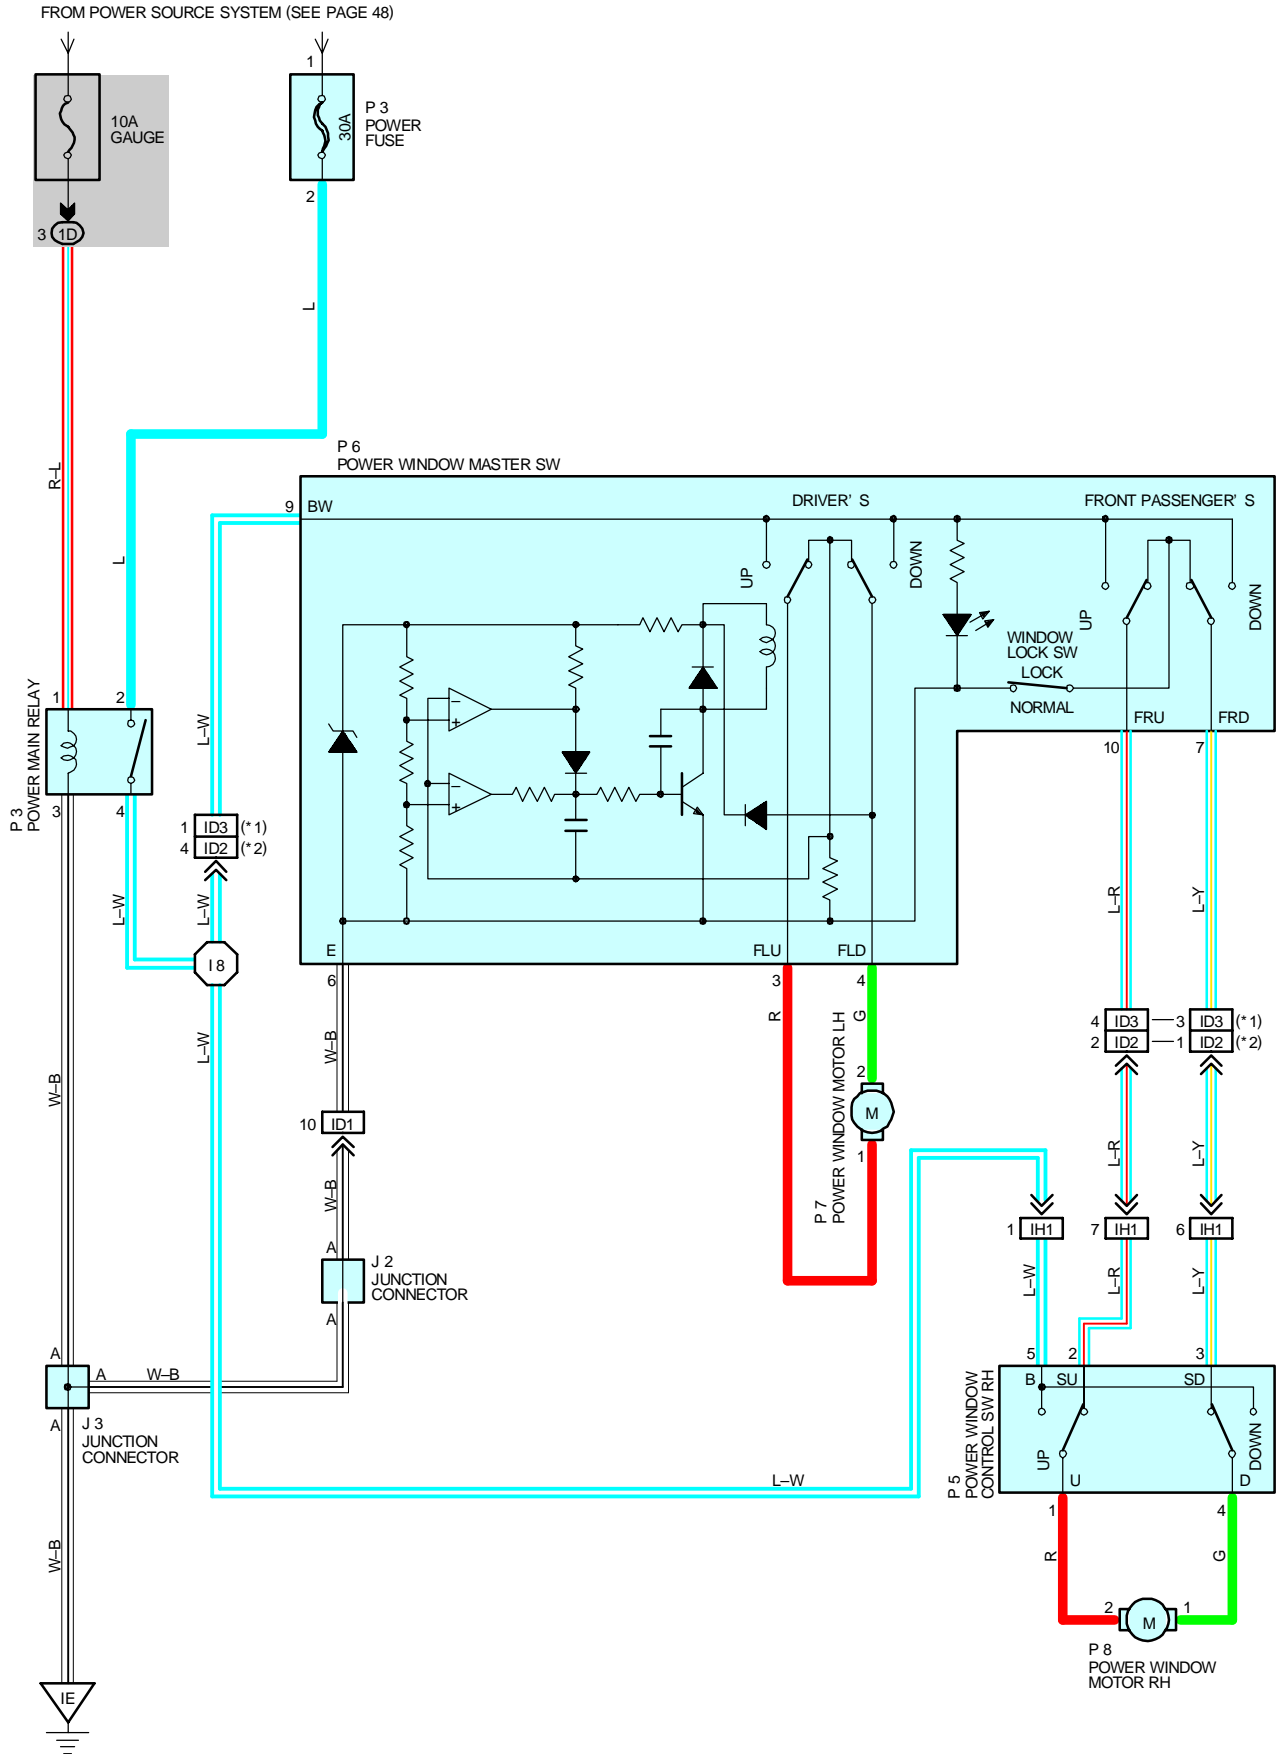 FROM POWER SOURCE SYSTEM (SEE PAGE 48)
1
10A
GAUGE
30A
P 3
POWER
FUSE
2
3
1D
L
R–L
L
P 6
POWER WINDOW MASTER SW
9
BW
DRIVER' S
FRONT PASSENGER' S
UP
DOWN
UP
DOWN
WINDOW
LOCK SW
LOCK
NORMAL
FRU
FRD
10
7
1
2
P 3
POWER MAIN RELAY
3
4
L–W
1
ID3
(*1)
4
ID2
(*2)
L–W
L–W
I 8
L–W
–
+
–
+
E
FLU
FLD
6
3
4
R
G
W–B
L–R
L–Y
W–B
2
M
1
P 7
POWER WINDOW MOTOR LH
4
ID3
3
ID3
(*1)
2
ID2
1
ID2
(*2)
10
ID1
W–B
L–R
L–Y
A
J 2
JUNCTION
CONNECTOR
A
1
IH1
7
IH1
6
IH1
L–W
L–R
L–Y
A
A
W–B
A
J 3
JUNCTION
CONNECTOR
5
2
3
B
SU
SD
P 5
POWER WINDOW
CONTROL SW RH
UP
DOWN
U
D
L–W
1
4
W–B
R
G
2
M
1
P 8
POWER WINDOW
MOTOR RH
IE